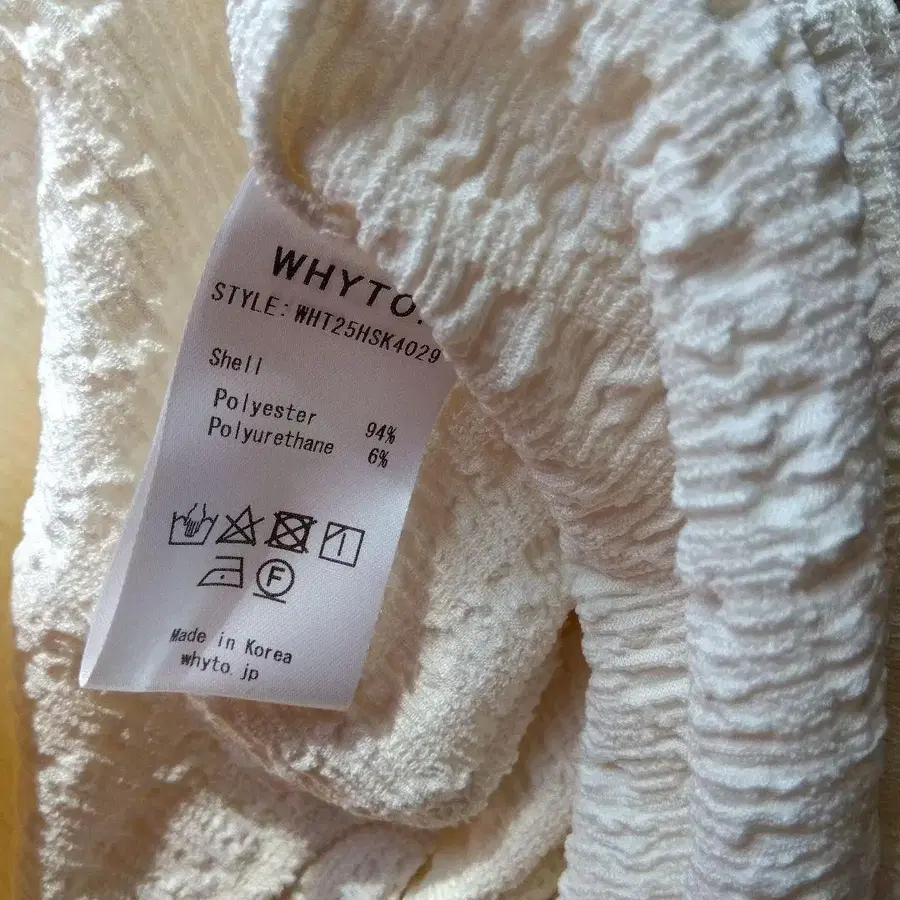 WHYTO.
STYLE: WHT25HSK4029
Shell
Polyester 94%
Polyurethane 6%
F
Made in Korea
whyto.jp